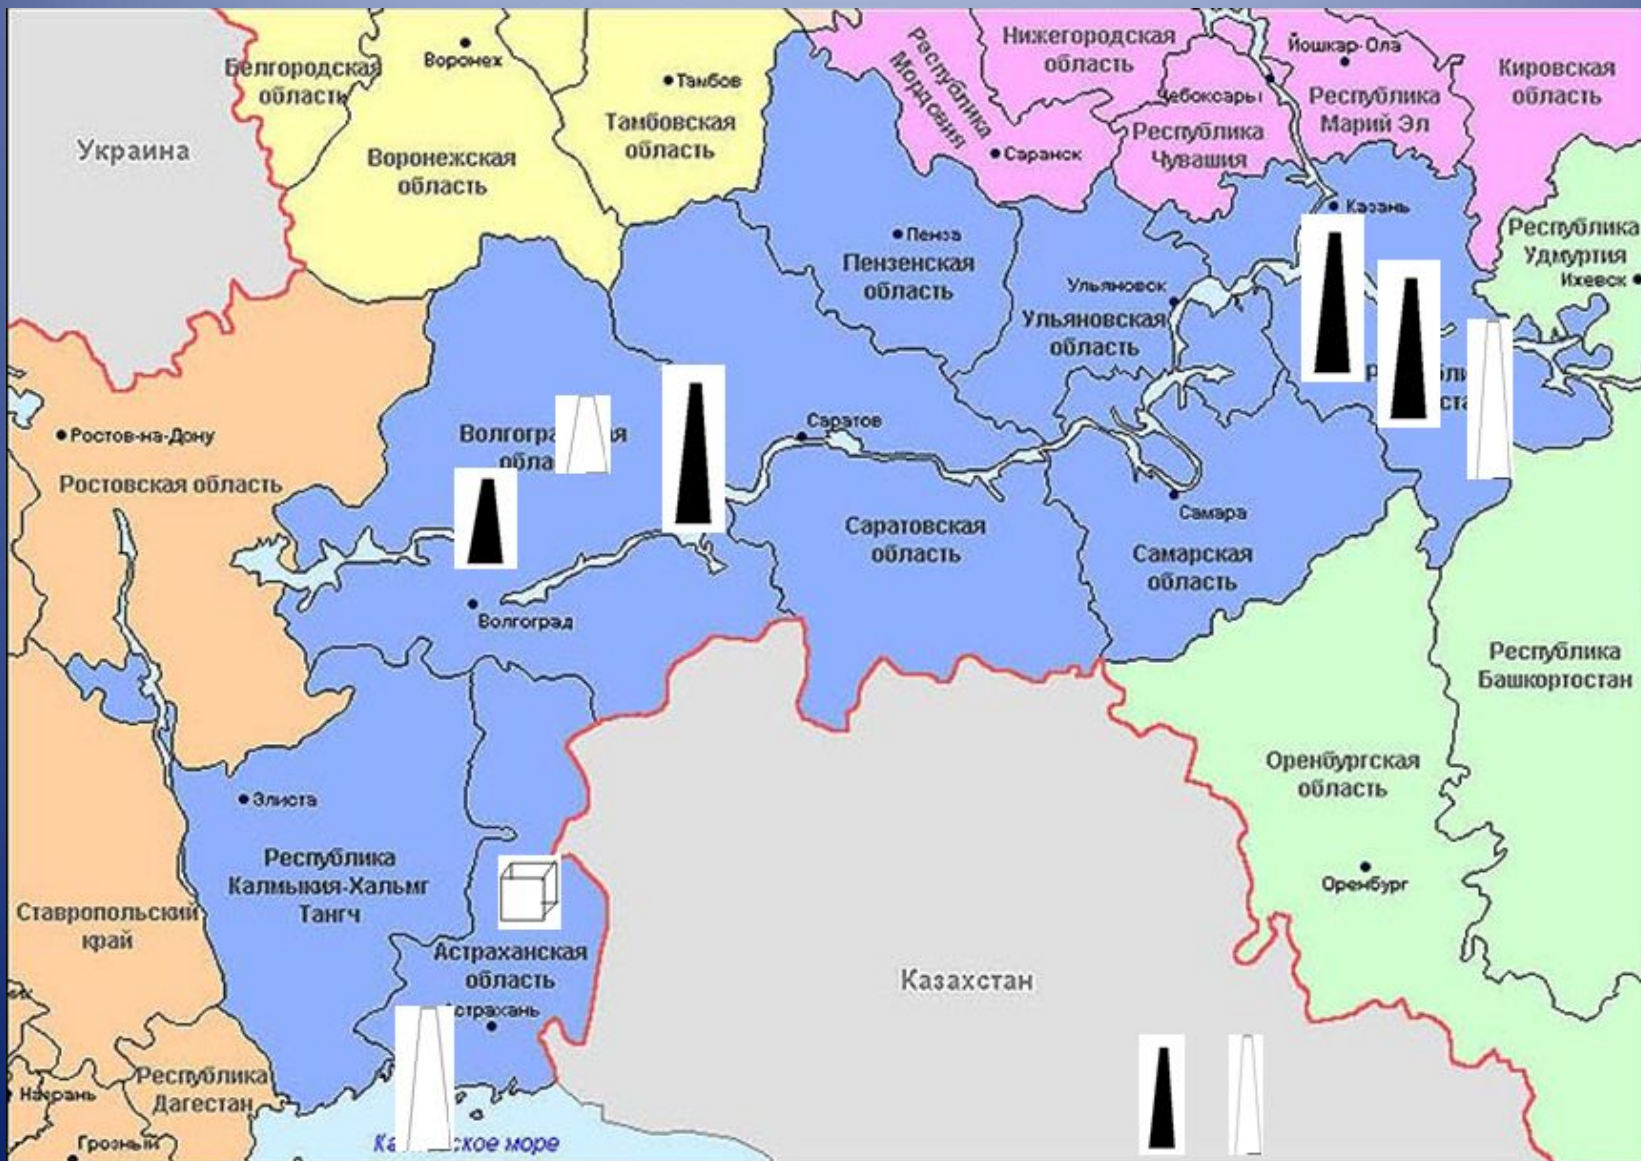 Белгородская
область
Воронеж
Воронежская
область
Тамбов
Тамбовская
область
Украина
Республика
Мордовия
Саранск
Нижегородская
область
Чебоксары
Республика
Чувашия
Йошкар-Ола
Республика
Марий Эл
Кировская
область
Казань
Республика
Удмуртия
Ижевск
Пенза
Пензенская
область
Ульяновск
Ульяновская
область
Ростов-на-Дону
Ростовская область
Саратов
Саратовская
область
Самара
Самарская
область
Волгоград
Республика
Башкортостан
Оренбургская
область
Оренбург
Элиста
Республика
Калмыкия-Хальмг
Тангч
Ставропольский
край
Астраханская
область
страхань
Казахстан
Республика
Дагестан
Назрань
Грозный
ское море